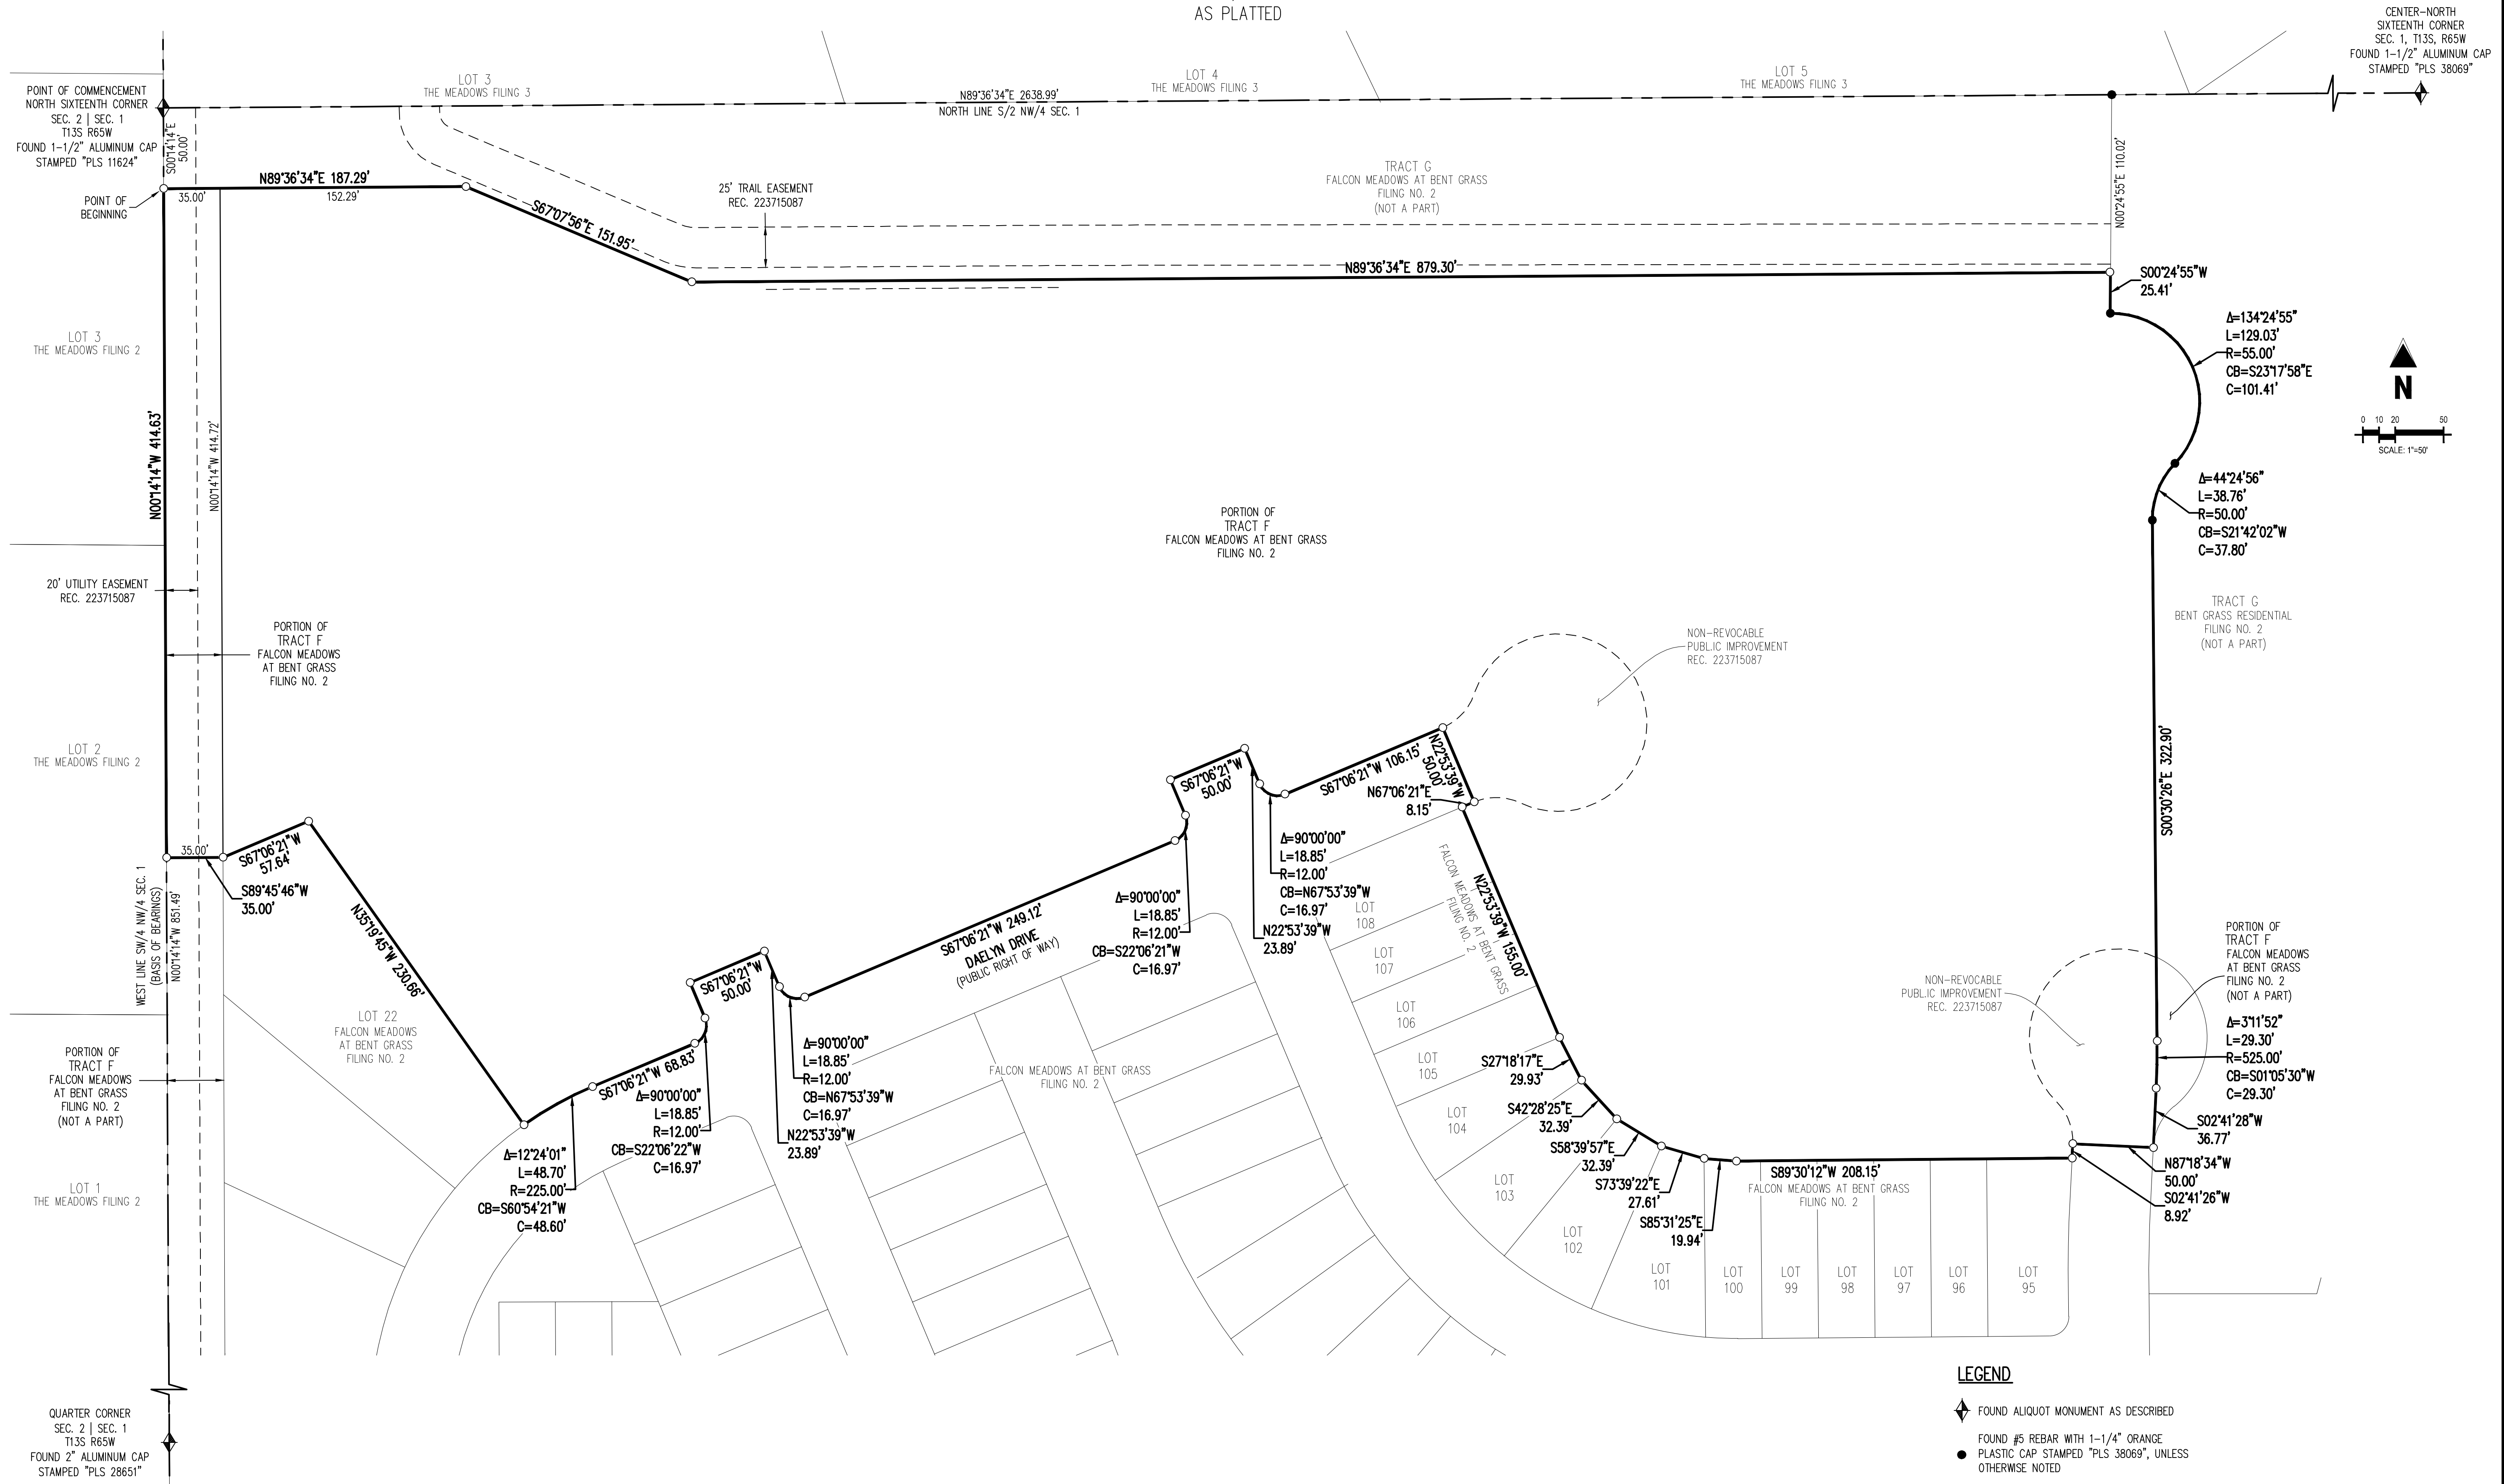 AS PLATTED
CENTER-NORTH
SIXTEENTH CORNER
SEC. 1, T13S, R65W
FOUND 1-1/2" ALUMINUM CAP
STAMPED "PLS 38069"
POINT OF COMMENCEMENT
NORTH SIXTEENTH CORNER
SEC. 2 | SEC. 1
T13S R65W
FOUND 1-1/2" ALUMINUM CAP
STAMPED "PLS 11624"
LOT 3
THE MEADOWS FILING 3
LOT 4
THE MEADOWS FILING 3
LOT 5
THE MEADOWS FILING 3
N89°36'34"E 2638.99'
NORTH LINE S/2 NW/4 SEC. 1
S00°14'14"E
50.00'
N00°24'55"E 110.02'
TRACT G
FALCON MEADOWS AT BENT GRASS
FILING NO. 2
(NOT A PART)
N89°36'34"E 187.29'
35.00'
152.29'
POINT OF
BEGINNING
25' TRAIL EASEMENT
REC. 223715087
S67°07'56"E 151.95'
N89°36'34"E 879.30'
S00°24'55"W
25.41'
Δ=134°24'55"
L=129.03'
R=55.00'
CB=S23°17'58"E
C=101.41'
N
0 10 20 50
SCALE: 1"=50'
LOT 3
THE MEADOWS FILING 2
N00°14'14"W 414.63'
N00°14'14"W 414.72'
Δ=44°24'56"
L=38.76'
R=50.00'
CB=S21°42'02"W
C=37.80'
PORTION OF
TRACT F
FALCON MEADOWS AT BENT GRASS
FILING NO. 2
20' UTILITY EASEMENT
REC. 223715087
PORTION OF
TRACT F
FALCON MEADOWS
AT BENT GRASS
FILING NO. 2
TRACT G
BENT GRASS RESIDENTIAL
FILING NO. 2
(NOT A PART)
NON-REVOCABLE
PUBL.IC IMPROVEMENT
REC. 223715087
LOT 2
THE MEADOWS FILING 2
S00°30'26"E 322.90'
S67°06'21"W
50.00'
S67°06'21"W 106.15'
N22°53'39"W
50.00'
N67°06'21"E
8.15'
35.00'
S67°06'21"W
57.64'
S89°45'46"W
35.00'
WEST LINE SW/4 NW/4 SEC. 1
(BASIS OF BEARINGS)
N00°14'14"W 851.49'
N35°19'45"W 230.66'
Δ=90°00'00"
L=18.85'
R=12.00'
CB=N67°53'39"W
C=16.97'
N22°53'39"W
23.89'
Δ=90°00'00"
L=18.85'
R=12.00'
CB=S22°06'21"W
C=16.97'
S67°06'21"W 249.12'
DAELYN DRIVE
(PUBLIC RIGHT OF WAY)
S67°06'21"W
50.00'
FALCON MEADOWS AT BENT GRASS
FILING NO. 2
N22°53'39"W 155.00'
LOT
108
LOT
107
LOT
106
LOT
105
LOT
104
LOT
103
LOT
102
LOT
101
LOT
100
LOT
99
LOT
98
LOT
97
LOT
96
LOT
95
NON-REVOCABLE
PUBL.IC IMPROVEMENT
REC. 223715087
PORTION OF
TRACT F
FALCON MEADOWS
AT BENT GRASS
FILING NO. 2
(NOT A PART)
Δ=3°11'52"
L=29.30'
R=525.00'
CB=S01°05'30"W
C=29.30'
S02°41'28"W
36.77'
N87°18'34"W
50.00'
S02°41'26"W
8.92'
LOT 22
FALCON MEADOWS
AT BENT GRASS
FILING NO. 2
PORTION OF
TRACT F
FALCON MEADOWS
AT BENT GRASS
FILING NO. 2
(NOT A PART)
S67°06'21"W 68.83'
Δ=90°00'00"
L=18.85'
R=12.00'
CB=S22°06'22"W
C=16.97'
Δ=90°00'00"
L=18.85'
R=12.00'
CB=N67°53'39"W
C=16.97'
N22°53'39"W
23.89'
FALCON MEADOWS AT BENT GRASS
FILING NO. 2
Δ=12°24'01"
L=48.70'
R=225.00'
CB=S60°54'21"W
C=48.60'
S27°18'17"E
29.93'
S42°28'25"E
32.39'
S58°39'57"E
32.39'
S73°39'22"E
27.61'
S85°31'25"E
19.94'
S89°30'12"W 208.15'
FALCON MEADOWS AT BENT GRASS
FILING NO. 2
LOT 1
THE MEADOWS FILING 2
QUARTER CORNER
SEC. 2 | SEC. 1
T13S R65W
FOUND 2" ALUMINUM CAP
STAMPED "PLS 28651"
LEGEND
FOUND ALIQUOT MONUMENT AS DESCRIBED
FOUND #5 REBAR WITH 1-1/4" ORANGE
PLASTIC CAP STAMPED "PLS 38069", UNLESS
OTHERWISE NOTED